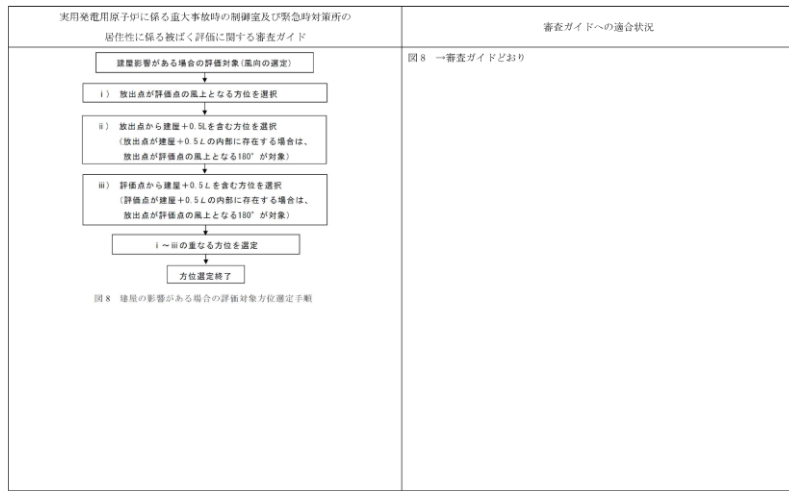 実用発電用原子炉に係る重大事故時の制御室及び緊急時対策所の
居住性に係る被ばく評価に関する審査ガイド
審査ガイドへの適合状況
建屋影響がある場合の評価対象(風向の選定)
ⅰ) 放出点が評価点の風上となる方位を選択
ⅱ) 放出点から建屋+0.5Lを含む方位を選択
(放出点が建屋+0.5Lの内部に存在する場合は、
放出点が評価点の風上となる180°が対象)
ⅲ) 評価点から建屋+0.5Lを含む方位を選択
(評価点が建屋+0.5Lの内部に存在する場合は、
放出点が評価点の風上となる180°が対象)
ⅰ～ⅲの重なる方位を選定
方位選定終了
図8 建屋の影響がある場合の評価対象方位選定手順
図8 →審査ガイドどおり